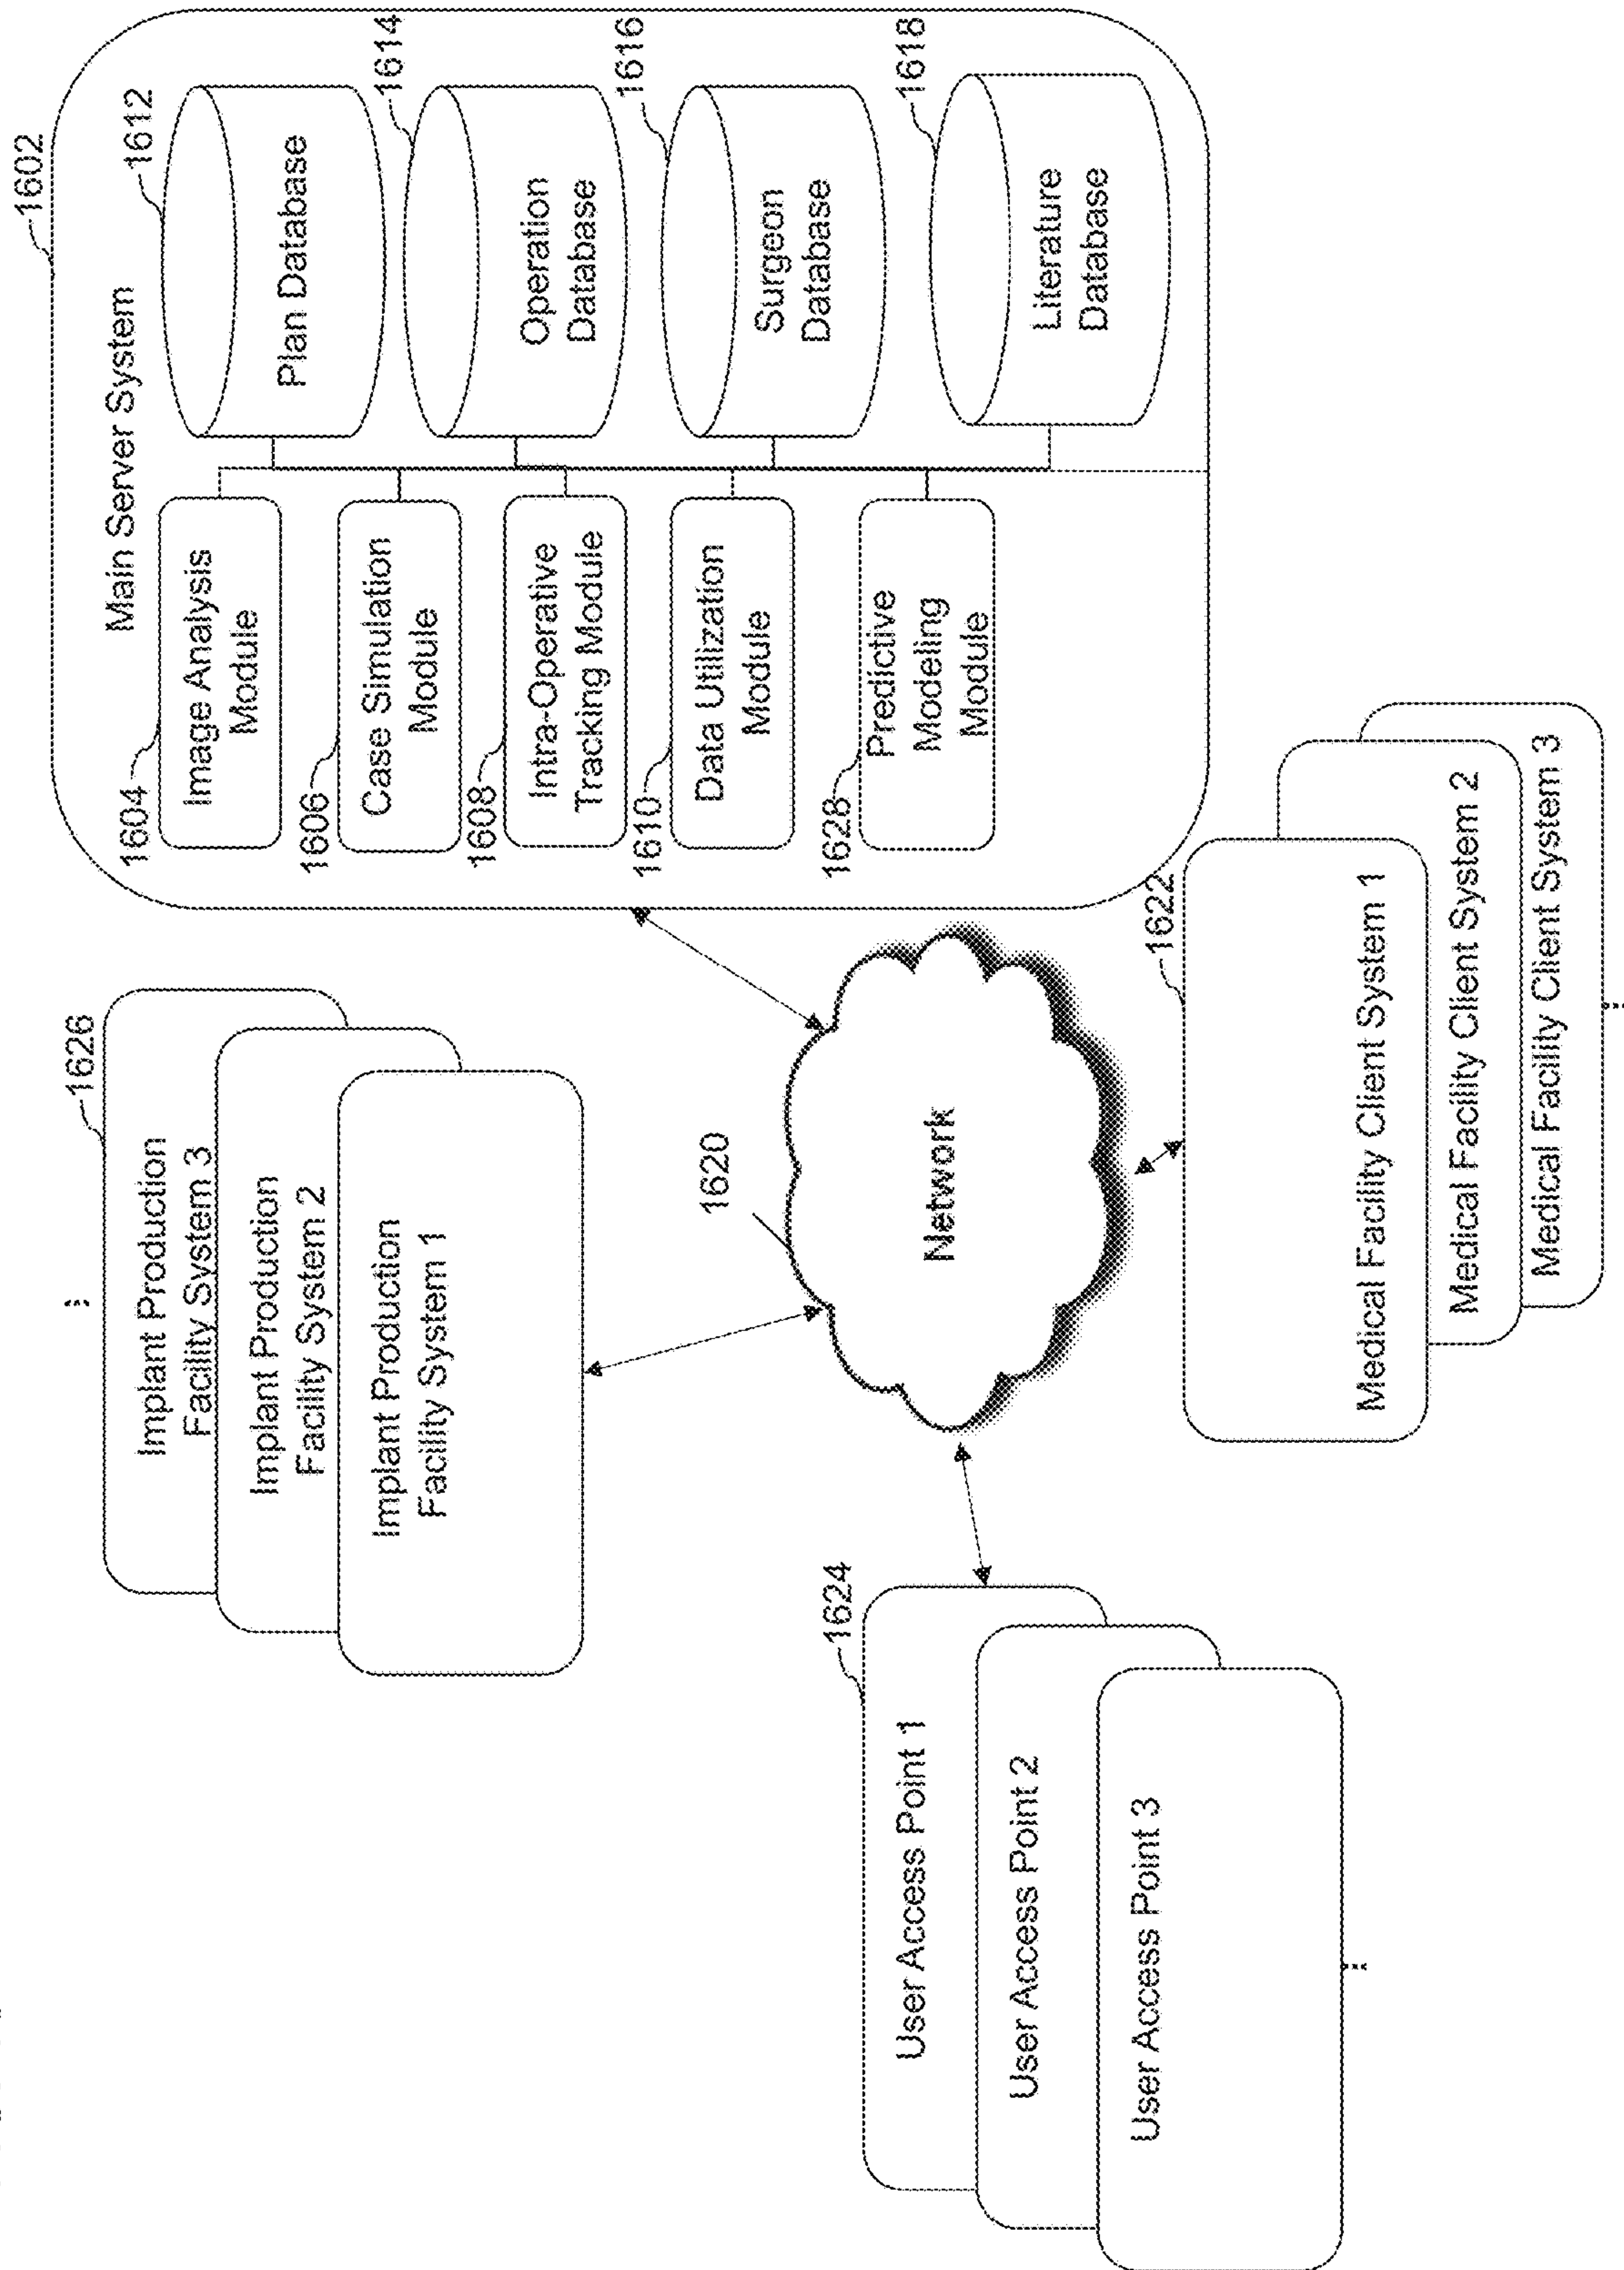 1602
Main Server System
1604
Image Analysis
Module
1606
Case Simulation
Module
1608
Intra-Operative
Tracking Module
1610
Data Utilization
Module
1628
Predictive
Modeling
Module
1612
Plan Database
1614
Operation
Database
1616
Surgeon
Database
1618
Literature
Database
1626
Implant Production
Facility System 3
Implant Production
Facility System 2
Implant Production
Facility System 1
1620
Network
1622
Medical Facility Client System 1
Medical Facility Client System 2
Medical Facility Client System 3
1624
User Access Point 1
User Access Point 2
User Access Point 3